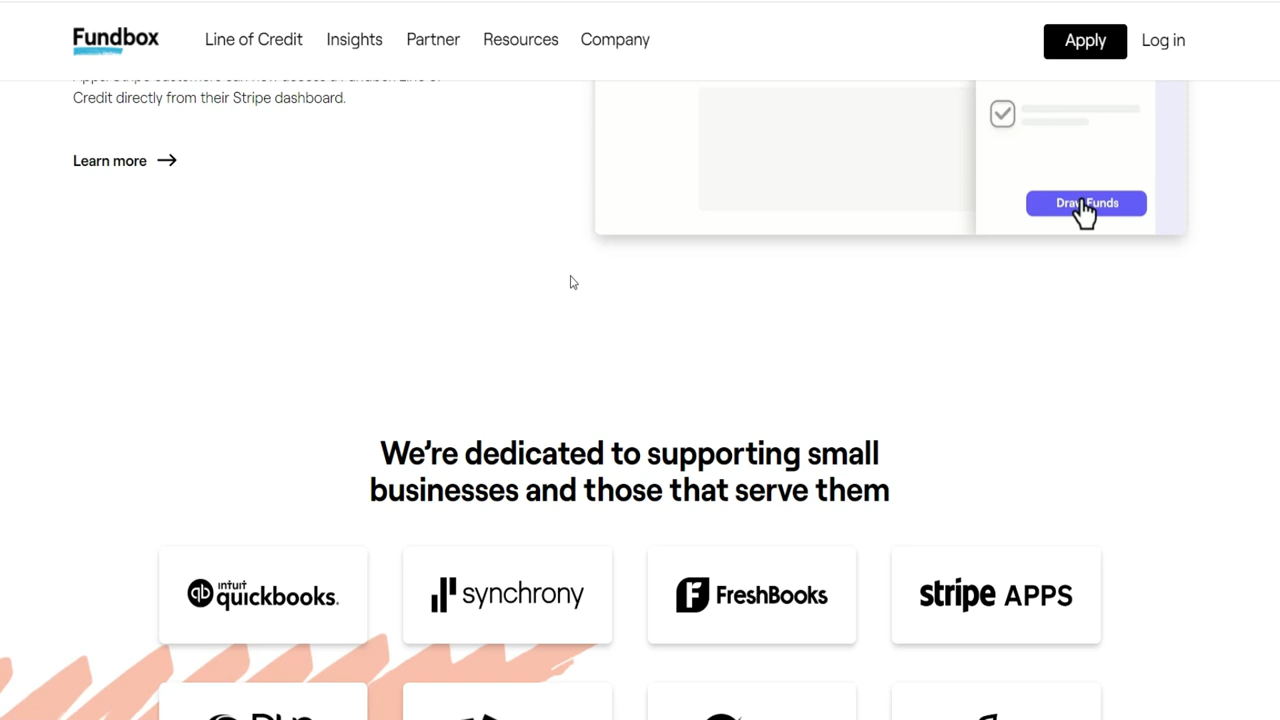 Fundbox
Line of Credit
Insights
Partner
Resources
Company
Apply
Log in
Credit directly from their Stripe dashboard.
Learn more
Draw Funds
We're dedicated to supporting small
businesses and those that serve them
intuit
quickbooks.
synchrony
FreshBooks
stripe APPS